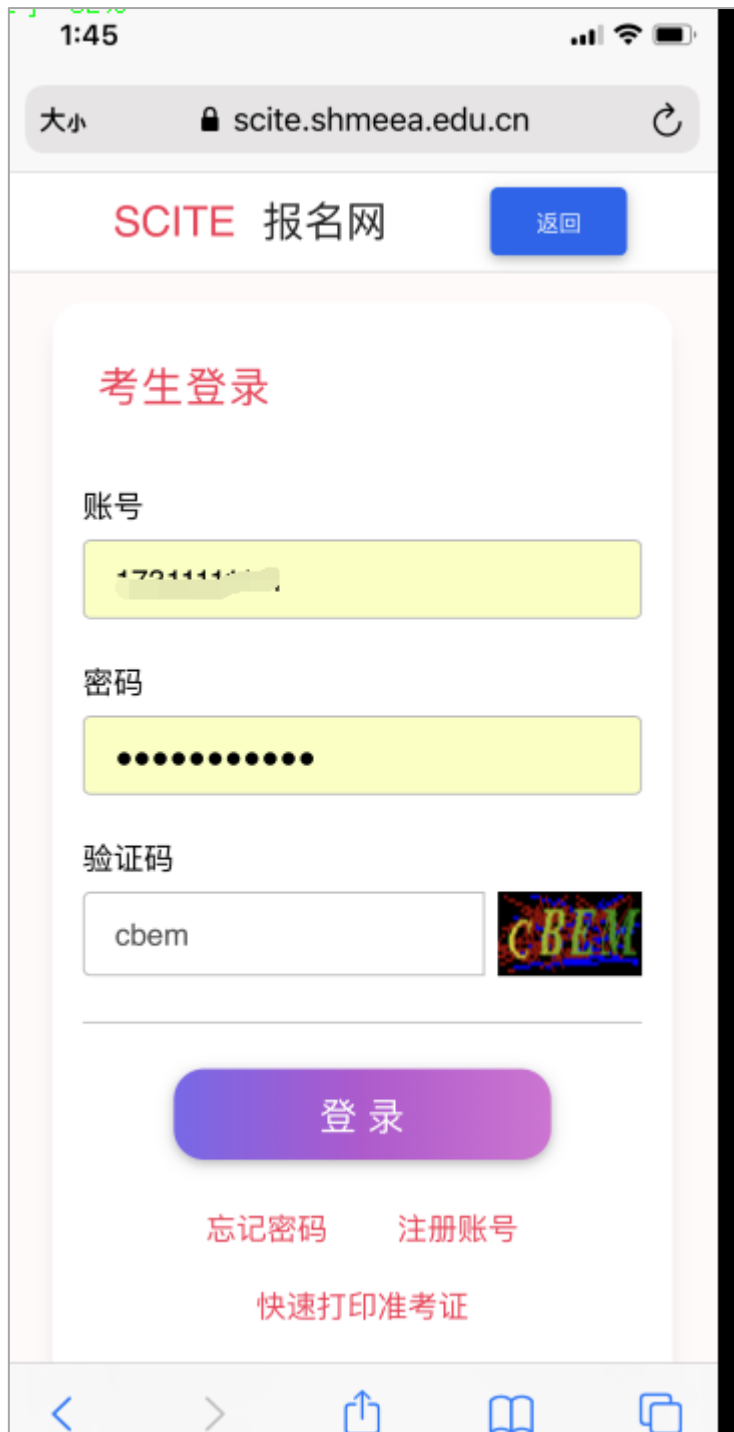 1:45
大小 scite.shmeea.edu.cn
SCITE 报名网 返回
考生登录
账号
密码
●●●●●●●●●●●
验证码
cbem CBEM
登 录
忘记密码 注册账号
快速打印准考证